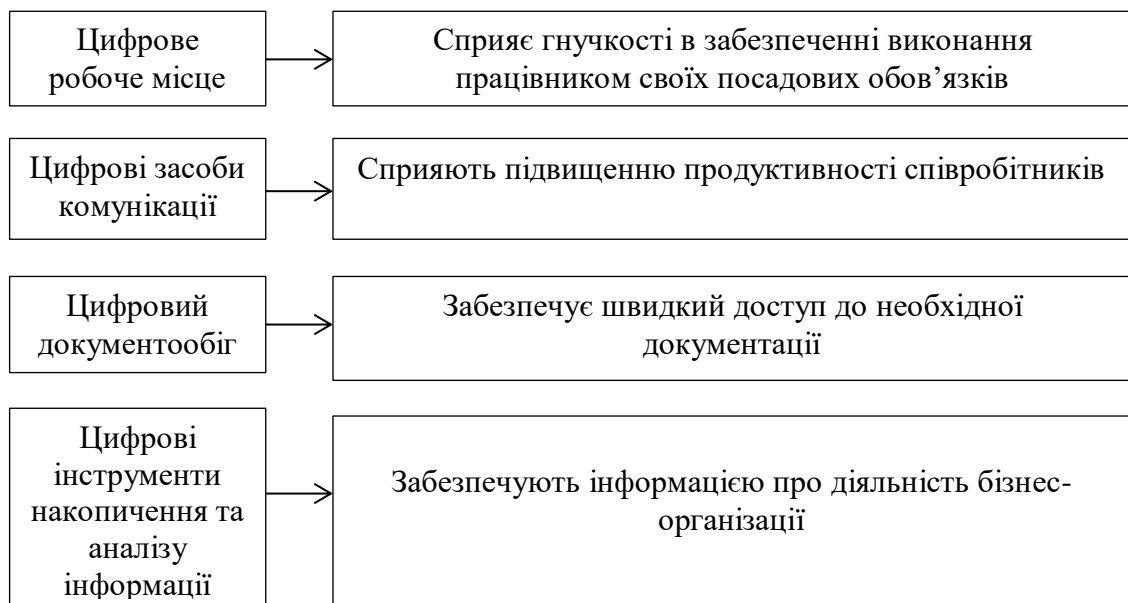 Цифрове
робоче місце
Сприяє гнучкості в забезпеченні виконання
працівником своїх посадових обов’язків
Цифрові засоби
комунікації
Сприяють підвищенню продуктивності співробітників
Цифровий
документообіг
Забезпечує швидкий доступ до необхідної
документації
Цифрові
інструменти
накопичення та
аналізу
інформації
Забезпечують інформацією про діяльність бізнес-
організації